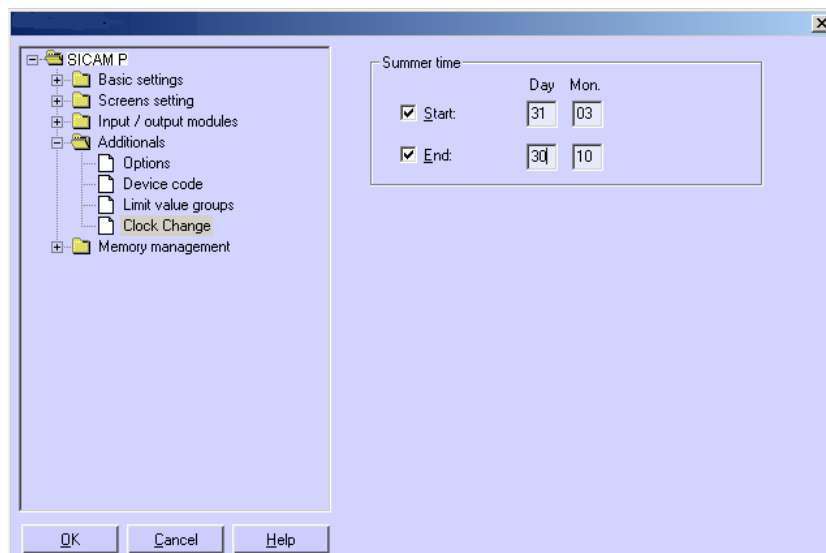 SICAM P
Basic settings
Screens setting
Input / output modules
Additionals
Options
Device code
Limit value groups
Clock Change
Memory management
Summer time
Day Mon.
Start: 31 03
End: 30 10
OK Cancel Help